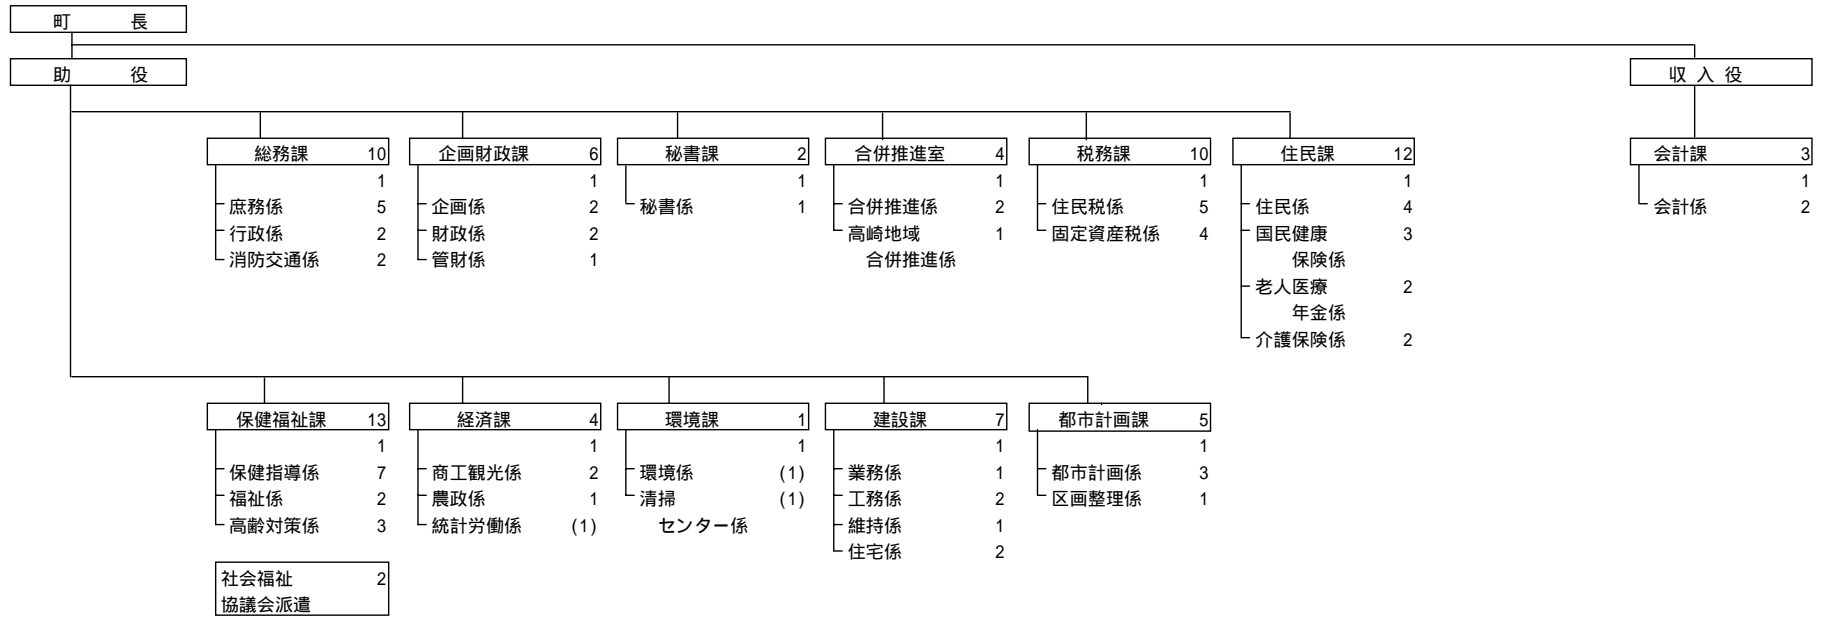 町　　　長
助　　　役
収 入 役
総務課 10
1
庶務係 5
行政係 2
消防交通係 2
企画財政課 6
1
企画係 2
財政係 2
管財係 1
秘書課 2
1
秘書係 1
合併推進室 4
1
合併推進係 2
高崎地域 1
合併推進係
税務課 10
1
住民税係 5
固定資産税係 4
住民課 12
1
住民係 4
国民健康 3
保険係
老人医療 2
年金係
介護保険係 2
会計課 3
1
会計係 2
保健福祉課 13
1
保健指導係 7
福祉係 2
高齢対策係 3
社会福祉 2
協議会派遣
経済課 4
1
商工観光係 2
農政係 1
統計労働係 (1)
環境課 1
1
環境係 (1)
清掃 (1)
センター係
建設課 7
1
業務係 1
工務係 2
維持係 1
住宅係 2
都市計画課 5
1
都市計画係 3
区画整理係 1